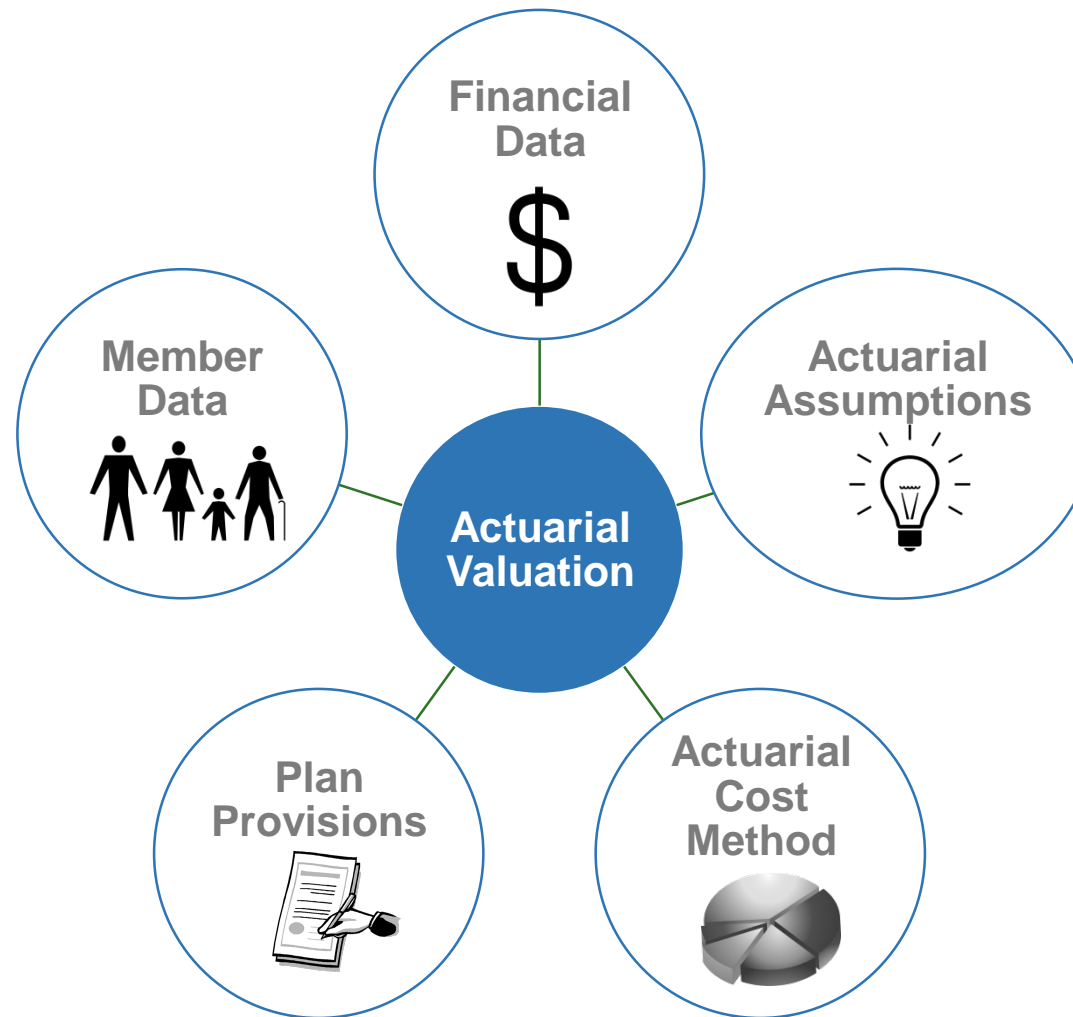 Financial
Data
$
Member
Data
Actuarial
Assumptions
Actuarial
Valuation
Plan
Provisions
Actuarial
Cost
Method